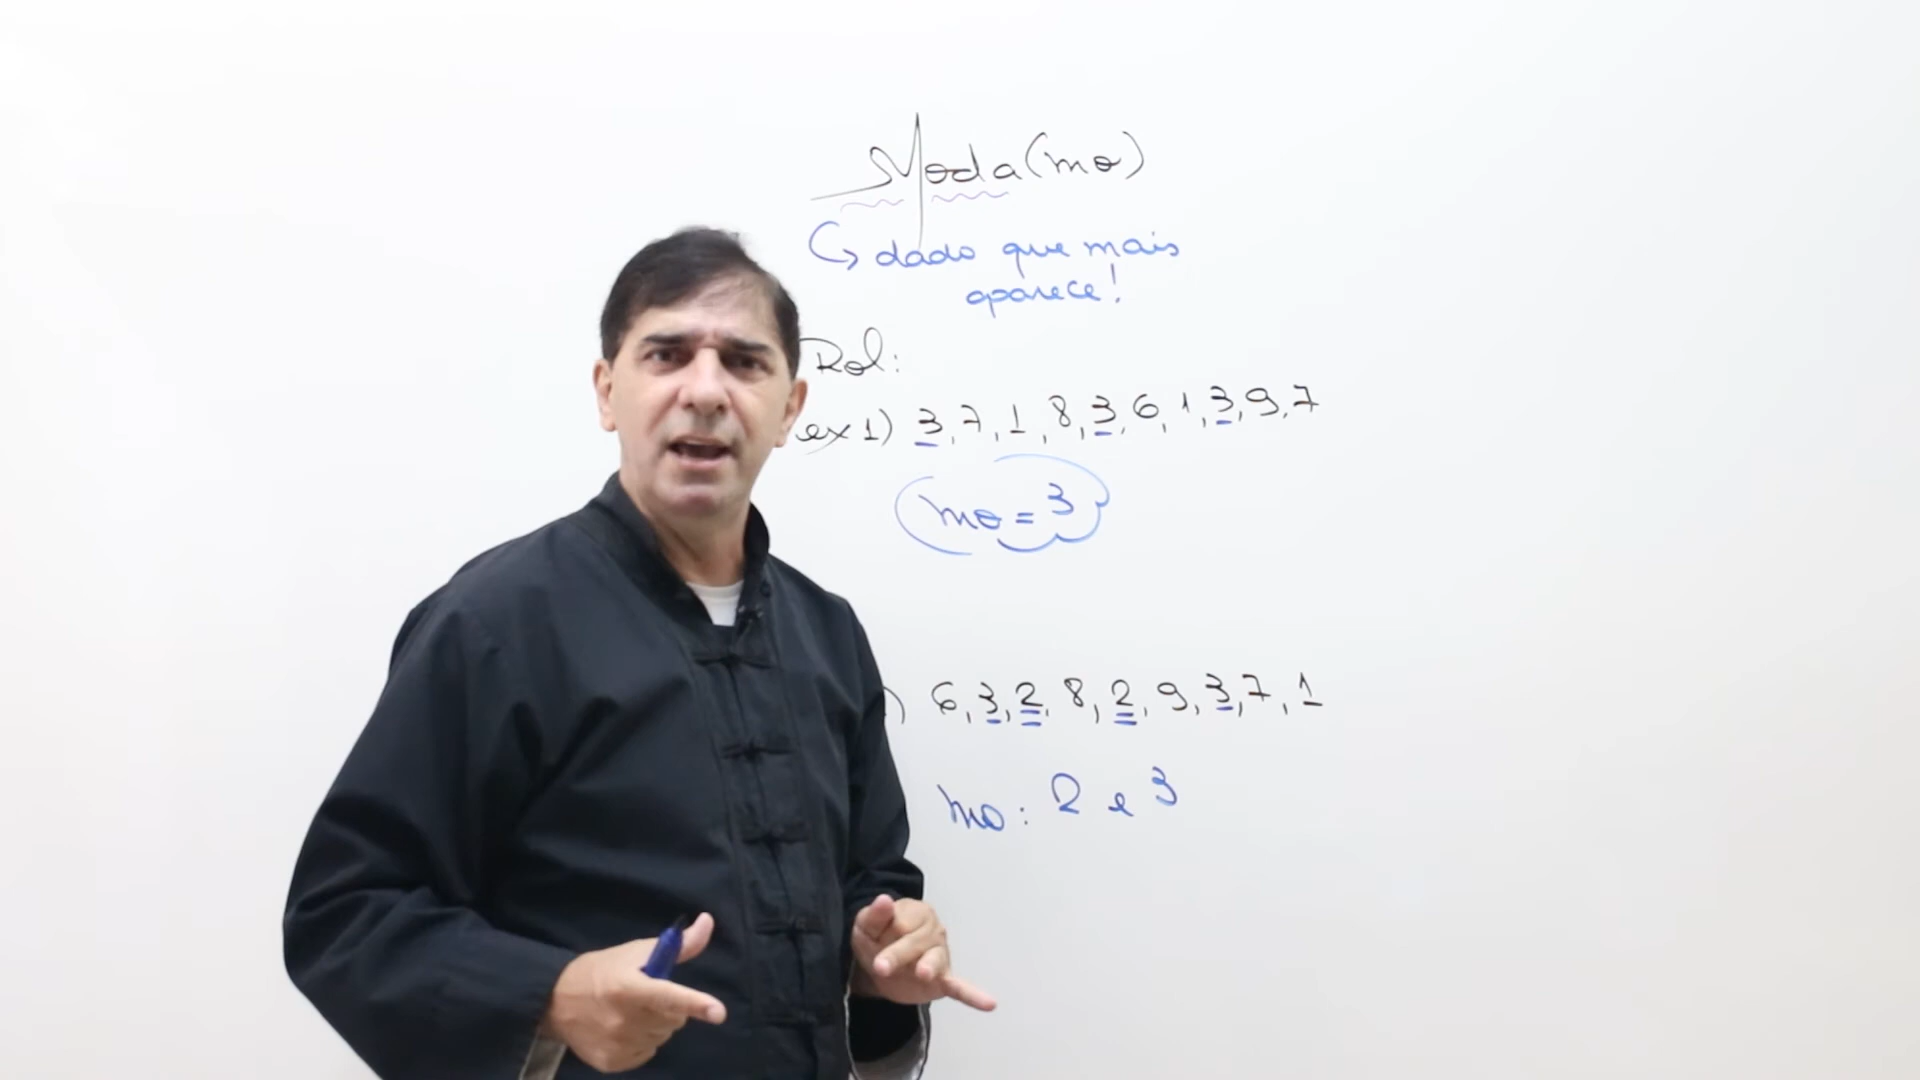 Moda (mo)
↳ dado que mais
aparece!
Rol:
ex 1) 3, 7, 1, 8, 3, 6, 1, 3, 9, 7
mo = 3
) 6, 3, 2, 8, 2, 9, 3, 7, 1
mo: 2 e 3